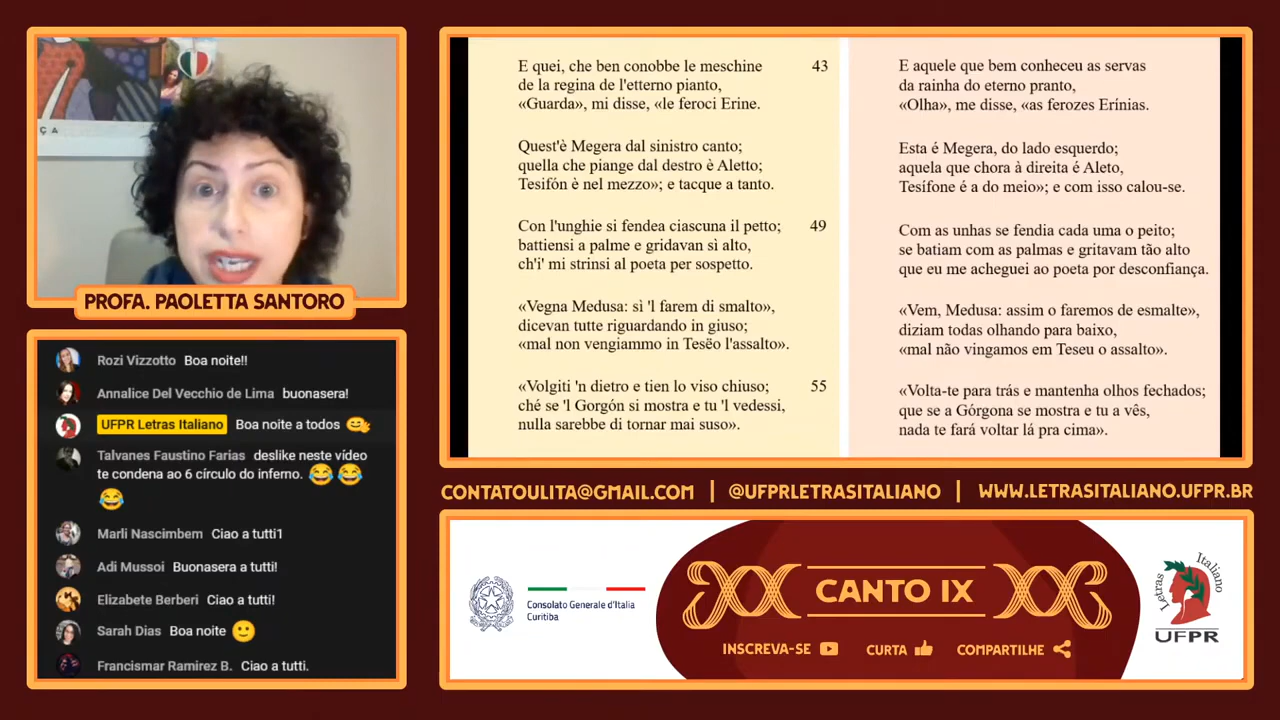 Ç A
PROFA. PAOLETTA SANTORO
Rozi Vizzotto Boa noite!!
Annalice Del Vecchio de Lima buonasera!
UFPR Letras Italiano Boa noite a todos
Talvanes Faustino Farias deslike neste vídeo
te condena ao 6 círculo do inferno.
Marli Nascimbem Ciao a tutti1
Adi Mussoi Buonasera a tutti!
Elizabete Berberi Ciao a tutti!
Sarah Dias Boa noite
Francismar Ramirez B. Ciao a tutti.
E quei, che ben conobbe le meschine 43
de la regina de l'etterno pianto,
«Guarda», mi disse, «le feroci Erine.
Quest'è Megera dal sinistro canto;
quella che piange dal destro è Aletto;
Tesifón è nel mezzo»; e tacque a tanto.
Con l'unghie si fendea ciascuna il petto; 49
battiensi a palme e gridavan sì alto,
ch'i' mi strinsi al poeta per sospetto.
«Vegna Medusa: sì 'l farem di smalto»,
dicevan tutte riguardando in giuso;
«mal non vengiammo in Tesëo l'assalto».
«Volgiti 'n dietro e tien lo viso chiuso; 55
ché se 'l Gorgón si mostra e tu 'l vedessi,
nulla sarebbe di tornar mai suso».
E aquele que bem conheceu as servas
da rainha do eterno pranto,
«Olha», me disse, «as ferozes Erínias.
Esta é Megera, do lado esquerdo;
aquela que chora à direita é Aleto,
Tesífone é a do meio»; e com isso calou-se.
Com as unhas se fendia cada uma o peito;
se batiam com as palmas e gritavam tão alto
que eu me acheguei ao poeta por desconfiança.
«Vem, Medusa: assim o faremos de esmalte»,
diziam todas olhando para baixo,
«mal não vingamos em Teseu o assalto».
«Volta-te para trás e mantenha olhos fechados;
que se a Górgona se mostra e tu a vês,
nada te fará voltar lá pra cima».
CONTATOULITA@GMAIL.COM | @UFPRLETRASITALIANO | WWW.LETRASITALIANO.UFPR.BR
Consolato Generale d'Italia
Curitiba
CANTO IX
INSCREVA-SE CURTA COMPARTILHE
Letras Italiano
UFPR